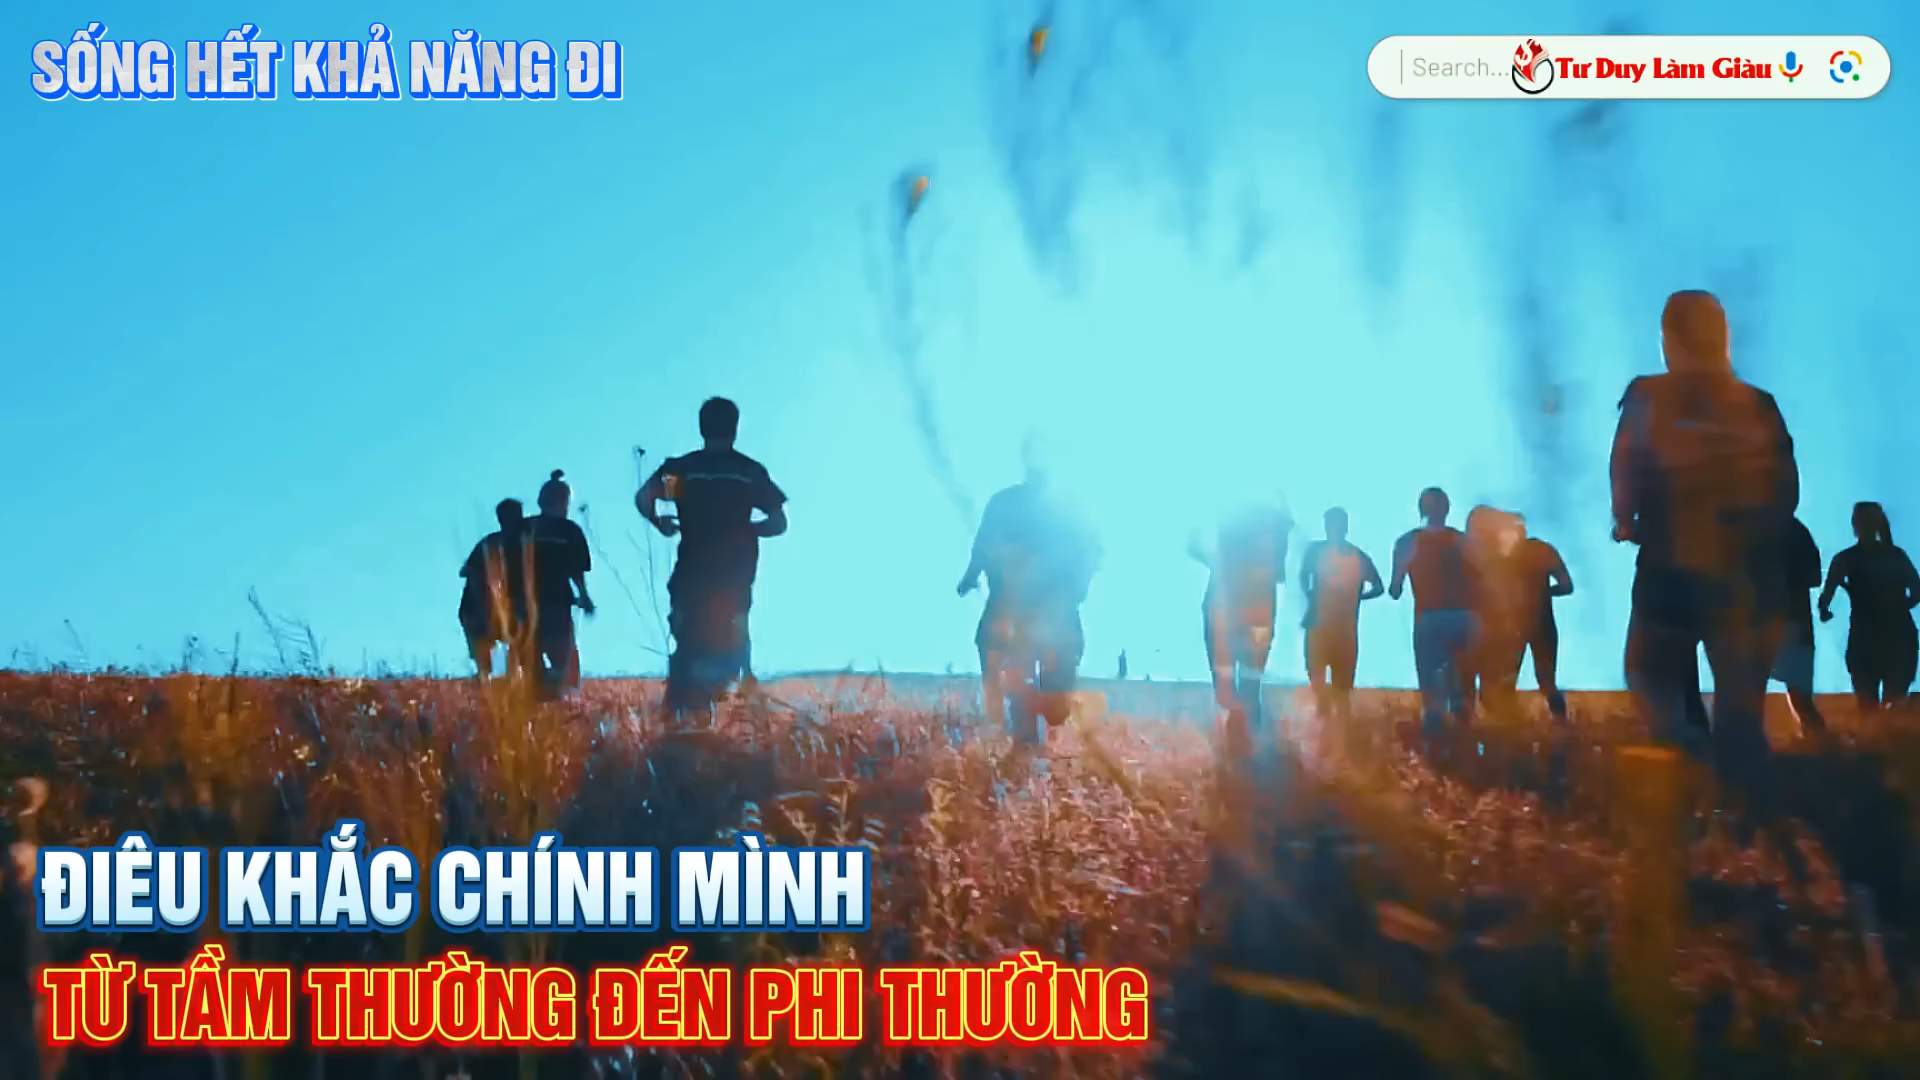 SỐNG HẾT KHẢ NĂNG ĐI
Search... Tư Duy Làm Giàu
ĐIÊU KHẮC CHÍNH MÌNH
TỪ TẦM THƯỜNG ĐẾN PHI THƯỜNG